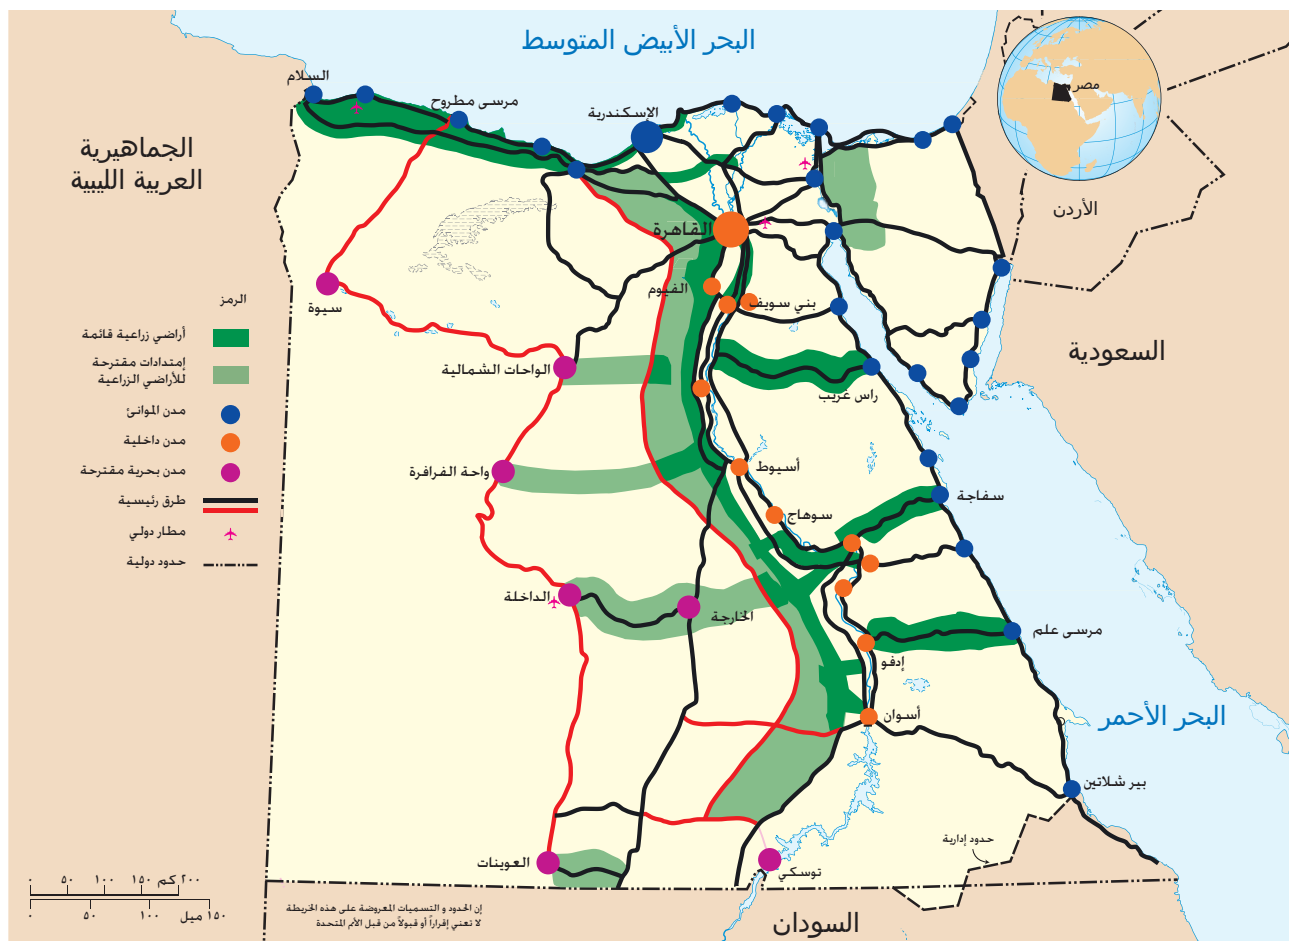 البحر الأبيض المتوسط
مصر
السلام
مرسى مطروح
الإسكندرية
الجماهيرية
العربية الليبية
الأردن
القاهرة
الفيوم
بني سويف
سيوة
السعودية
الواحات الشمالية
راس غريب
واحة الفرافرة
أسيوط
سفاجة
سوهاج
الداخلة
الخارجة
مرسى علم
إدفو
أسوان
البحر الأحمر
بير شلاتين
حدود إدارية
العوينات
توسكي
السودان
الرمز
أراضي زراعية قائمة
إمتدادات مقترحة
للأراضي الزراعية
مدن الموانئ
مدن داخلية
مدن بحرية مقترحة
طرق رئيسية
مطار دولي
حدود دولية
٠ ٥٠ ١٠٠ ١٥٠ ٢٠٠ كم
٠ ٥٠ ١٠٠ ١٥٠ ميل
إن الحدود و التسميات المعروضة على هذه الخريطة
لا تعني إقراراً أو قبولاً من قبل الأمم المتحدة